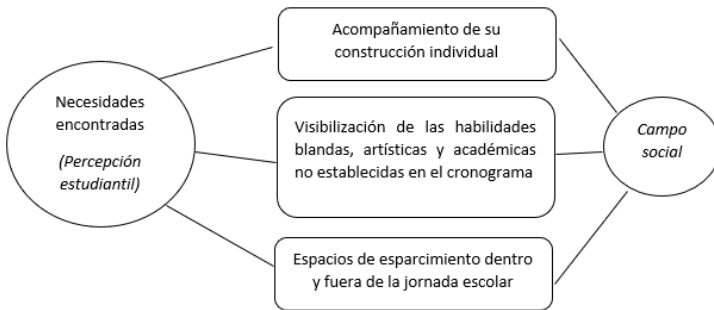 Necesidades
encontradas
(Percepción
estudiantil)
Acompañamiento de su
construcción individual
Visibilización de las habilidades
blandas, artísticas y académicas
no establecidas en el cronograma
Espacios de esparcimiento dentro
y fuera de la jornada escolar
Campo
social